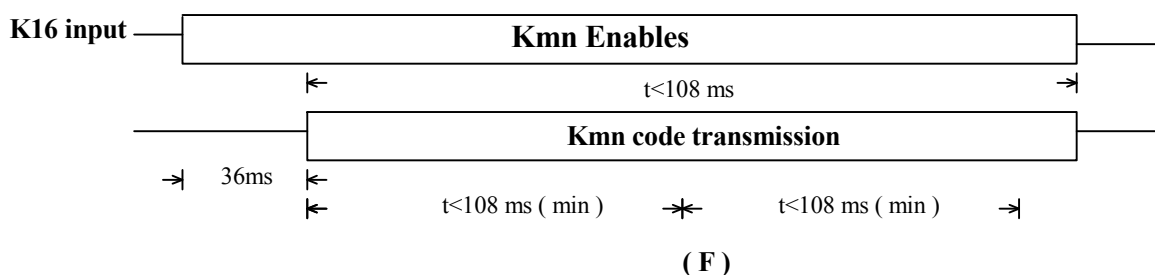 K16 input
Kmn Enables
t<108 ms
Kmn code transmission
36ms
t<108 ms ( min )
t<108 ms ( min )
( F )